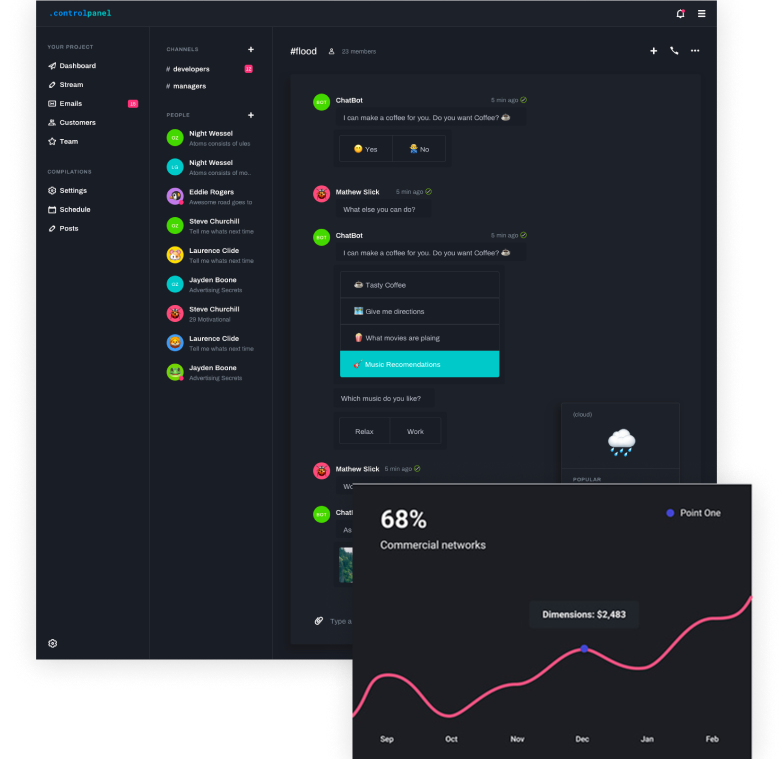 .controlpanel
YOUR PROJECT
Dashboard
Stream
Emails
Customers
Team
COMPILATIONS
Settings
Schedule
Posts
CHANNELS
# developers
# managers
PEOPLE
Night Wessel
Atoms consists of ules
Night Wessel
Atoms consists of mo..
Eddie Rogers
Awesome road goes to
Steve Churchill
Tell me whats next time
Laurence Clide
Tell me whats next time
Jayden Boone
Advertising Secrets
Steve Churchill
29 Motivational
Laurence Clide
Tell me whats next time
Jayden Boone
Advertising Secrets
#flood 23 members
BOT ChatBot 5 min ago
I can make a coffee for you. Do you want Coffee?
Yes No
Mathew Slick 5 min ago
What else you can do?
BOT ChatBot 5 min ago
I can make a coffee for you. Do you want Coffee?
Tasty Coffee
Give me directions
What movies are plaing
Music Recomendations
Which music do you like?
Relax Work
Mathew Slick 5 min ago
Wo
BOT Chatl
As
Type a
(cloud)
POPULAR
68%
Commercial networks
Point One
Dimensions: $2,483
Sep Oct Nov Dec Jan Feb